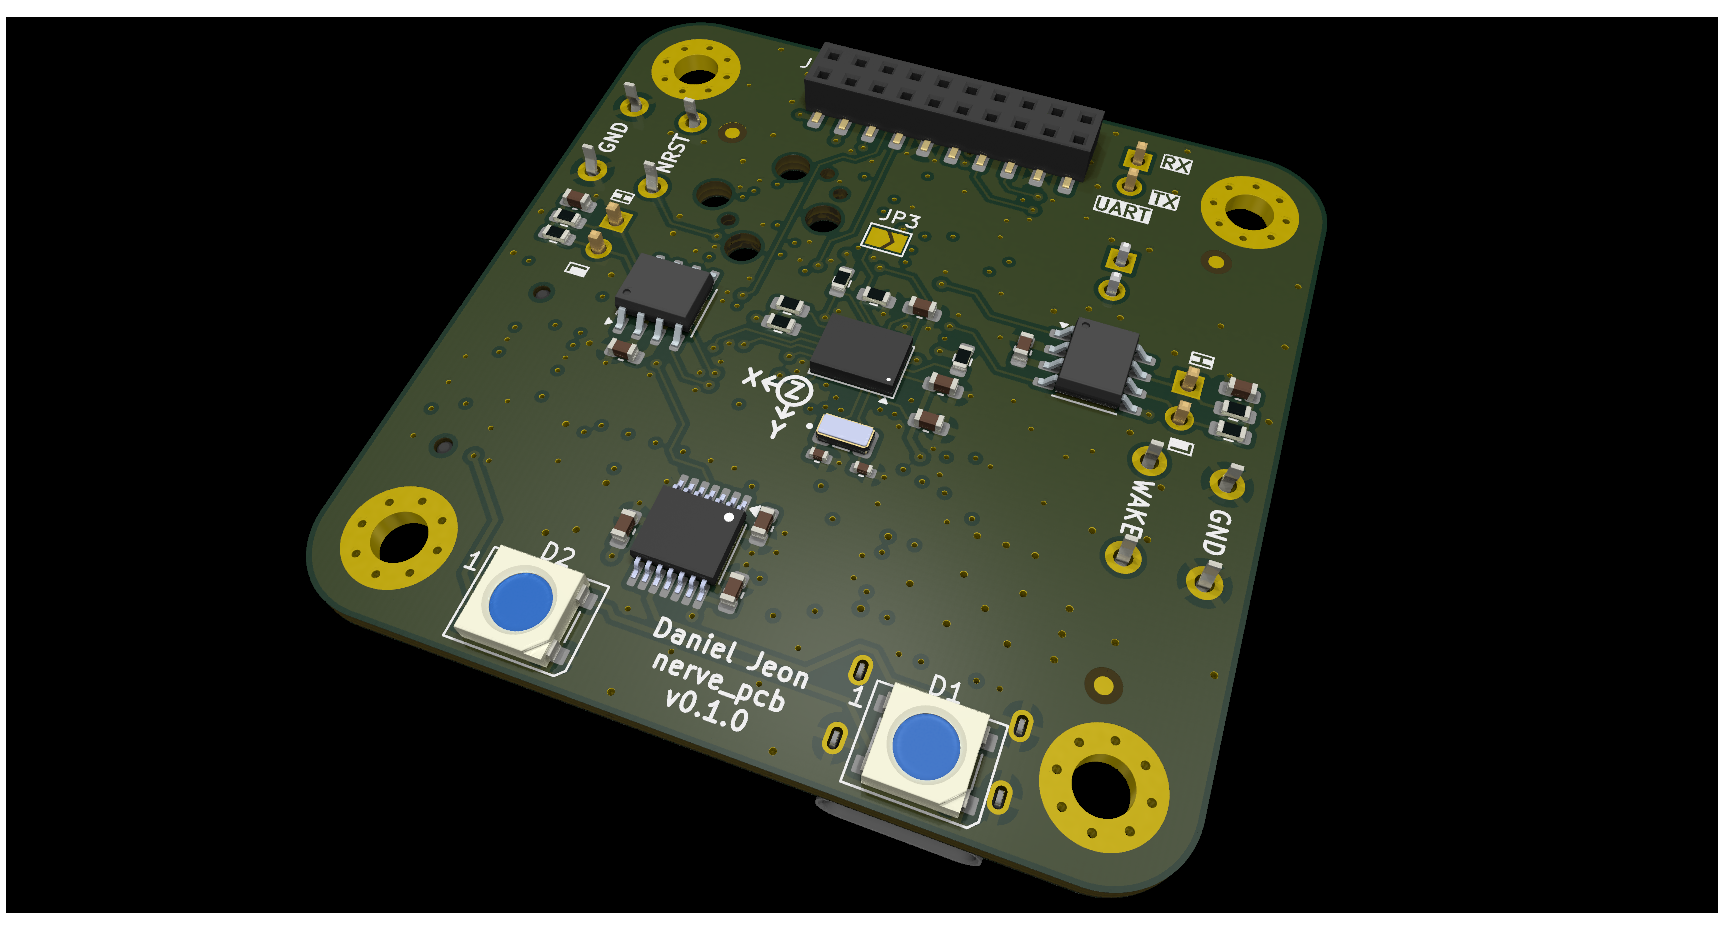 J
GND
NRST
RX
TX
UART
JP3
H
L
H
L
X
Z
Y
WAKE
GND
1
D2
Daniel Jeon
nerve_pcb
v0.1.0
1
D1